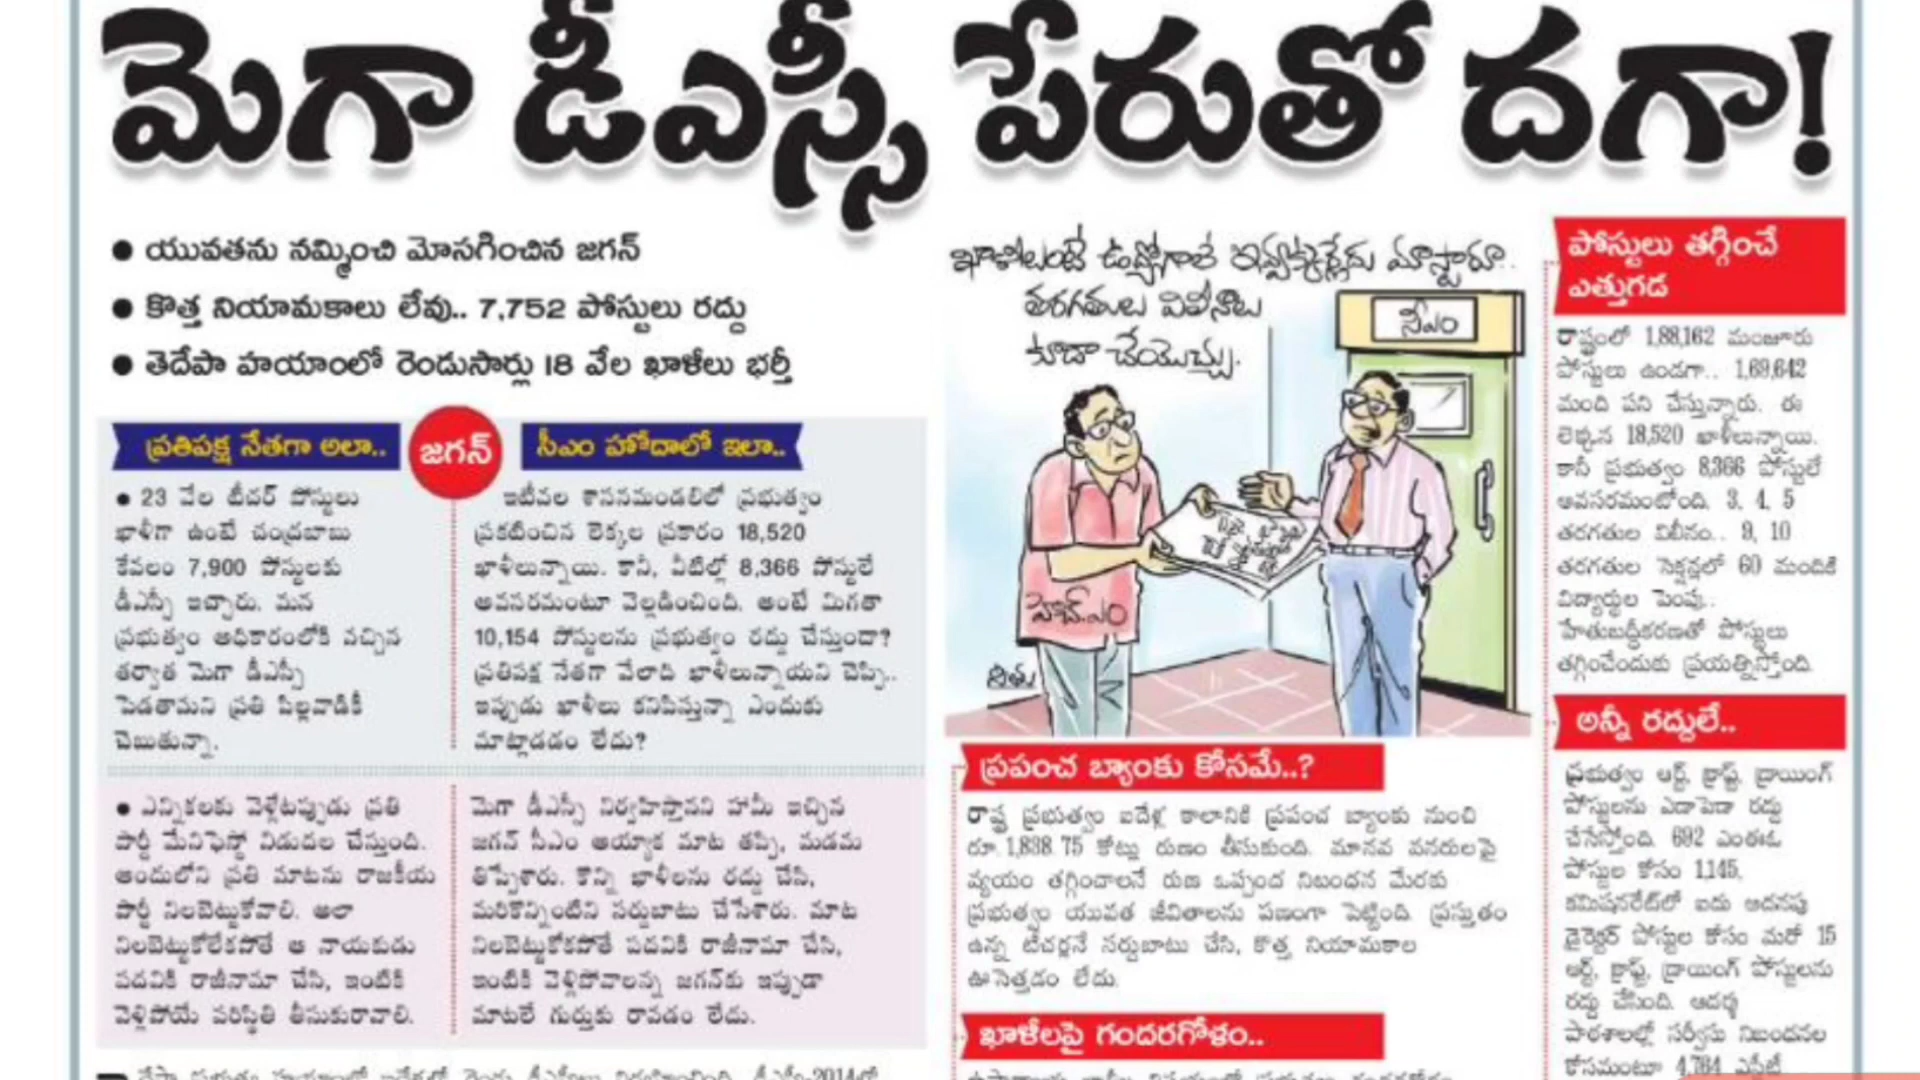 మెగా డీఎస్సీ పేరుతో దగా!
● యువతను నమ్మించి మోసగించిన జగన్
● కొత్త నియామకాలు లేవు.. 7,752 పోస్టులు రద్దు
● తెదేపా హయాంలో రెండుసార్లు 18 వేల ఖాళీలు భర్తీ
ప్రతిపక్ష నేతగా అలా..
జగన్
సీఎం హోదాలో ఇలా..
● 23 వేల టీచర్ పోస్టులు
ఖాళీగా ఉంటే చంద్రబాబు
కేవలం 7,900 పోస్టులకు
డీఎస్సీ ఇచ్చారు. మన
ప్రభుత్వం అధికారంలోకి వచ్చిన
తర్వాత మెగా డీఎస్సీ
పెడతామని ప్రతి పిల్లవాడికీ
చెబుతున్నా.
ఇటీవల శాసనమండలిలో ప్రభుత్వం
ప్రకటించిన లెక్కల ప్రకారం 18,520
ఖాళీలున్నాయి. కానీ, వీటిల్లో 8,366 పోస్టులే
అవసరమంటూ వెల్లడించింది. అంటే మిగతా
10,154 పోస్టులను ప్రభుత్వం రద్దు చేస్తుందా?
ప్రతిపక్ష నేతగా వేలాది ఖాళీలున్నాయని చెప్పి..
ఇప్పుడు ఖాళీలు కనిపిస్తున్నా ఎందుకు
మాట్లాడడం లేదు?
● ఎన్నికలకు వెళ్లేటప్పుడు ప్రతి
పార్టీ మేనిఫెస్టో విడుదల చేస్తుంది.
అందులోని ప్రతి మాటను రాజకీయ
పార్టీ నిలబెట్టుకోవాలి. అలా
నిలబెట్టుకోలేకపోతే ఆ నాయకుడు
పదవికి రాజీనామా చేసి, ఇంటికి
వెళ్లిపోయే పరిస్థితి తీసుకురావాలి.
మెగా డీఎస్సీ నిర్వహిస్తానని హామీ ఇచ్చిన
జగన్ సీఎం అయ్యాక మాట తప్పి, మడమ
తిప్పేశారు. కొన్ని ఖాళీలను రద్దు చేసి,
మరికొన్నింటిని సర్దుబాటు చేసేశారు. మాట
నిలబెట్టుకోకపోతే పదవికి రాజీనామా చేసి,
ఇంటికి వెళ్లిపోవాలన్న జగన్‌కు ఇప్పుడా
మాటలే గుర్తుకు రావడం లేదు.
ఖాళీలంటే ఉద్యోగాలే ఇవ్వక్కర్లేదు మాస్టారూ..
తరగతుల విలీనాలు
కూడా చేయొచ్చు.
సీఎం
హెచ్.ఎం
ప్రపంచ బ్యాంకు కోసమే..?
రాష్ట్ర ప్రభుత్వం ఐదేళ్ల కాలానికి ప్రపంచ బ్యాంకు నుంచి
రూ.1,838.75 కోట్లు రుణం తీసుకుంది. మానవ వనరులపై
వ్యయం తగ్గించాలనే రుణ ఒప్పంద నిబంధన మేరకు
ప్రభుత్వం యువత జీవితాలను పణంగా పెట్టింది. ప్రస్తుతం
ఉన్న టీచర్లనే సర్దుబాటు చేసి, కొత్త నియామకాల
ఊసెత్తడం లేదు.
ఖాళీలపై గందరగోళం..
పోస్టులు తగ్గించే
ఎత్తుగడ
రాష్ట్రంలో 1,88,162 మంజూరు
పోస్టులు ఉండగా.. 1,69,642
మంది పని చేస్తున్నారు. ఈ
లెక్కన 18,520 ఖాళీలున్నాయి.
కానీ ప్రభుత్వం 8,366 పోస్టులే
అవసరమంటోంది. 3, 4, 5
తరగతుల విలీనం.. 9, 10
తరగతుల సెక్షన్లలో 60 మందికి
విద్యార్థుల పెంపు..
హేతుబద్ధీకరణతో పోస్టులు
తగ్గించేందుకు ప్రయత్నిస్తోంది.
అన్నీ రద్దులే..
ప్రభుత్వం ఆర్ట్, క్రాఫ్ట్, డ్రాయింగ్
పోస్టులను ఎడాపెడా రద్దు
చేసేస్తోంది. 692 ఎంఈఓ
పోస్టుల కోసం 1,145,
కమిషనరేట్‌లో ఐదు అదనపు
డైరెక్టర్ పోస్టుల కోసం మరో 15
ఆర్ట్, క్రాఫ్ట్, డ్రాయింగ్ పోస్టులను
రద్దు చేసింది. ఆదర్శ
పాఠశాలల్లో సర్వీసు నిబంధనల
కోసమంటూ 4,764 ఎస్జీటీ